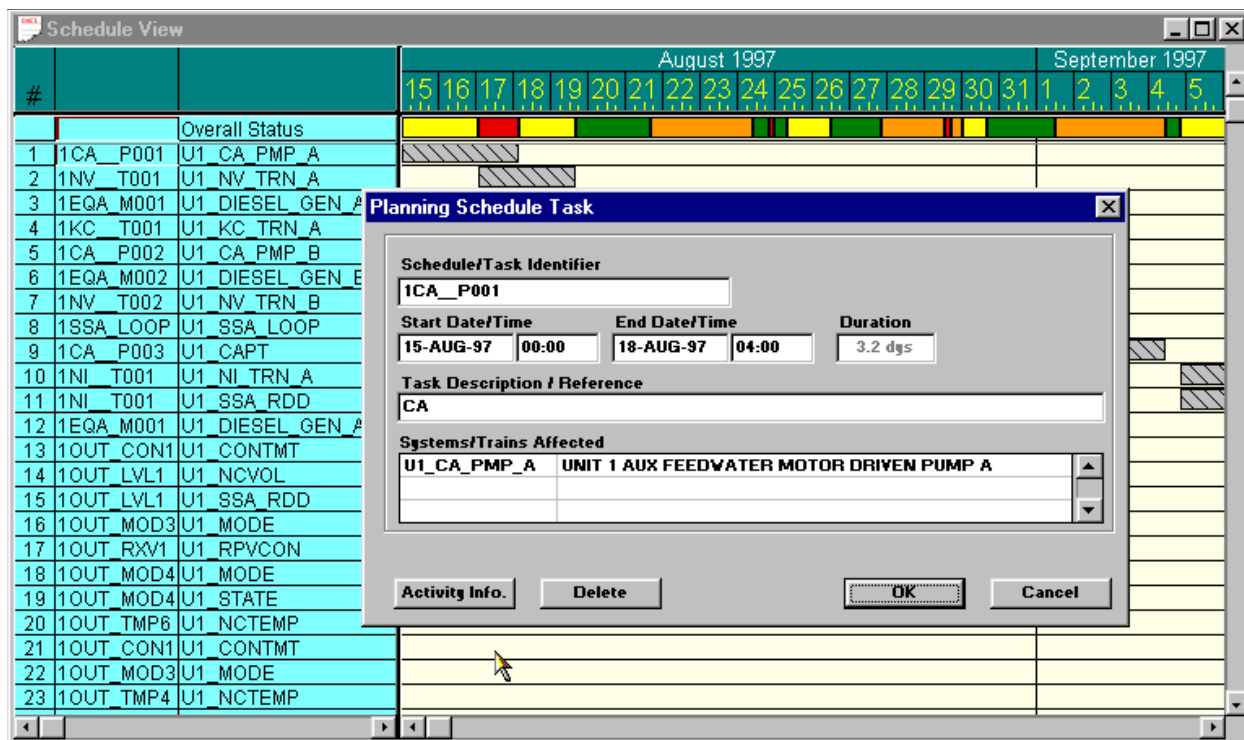 Schedule View
August 1997 September 1997
# 15 16 17 18 19 20 21 22 23 24 25 26 27 28 29 30 31 1 2 3 4 5
Overall Status
1 1CA__P001 U1_CA_PMP_A
2 1NV__T001 U1_NV_TRN_A
3 1EQA_M001 U1_DIESEL_GEN_A
4 1KC__T001 U1_KC_TRN_A
5 1CA__P002 U1_CA_PMP_B
6 1EQA_M002 U1_DIESEL_GEN_B
7 1NV__T002 U1_NV_TRN_B
8 1SSA_LOOP U1_SSA_LOOP
9 1CA__P003 U1_CAPT
10 1NI__T001 U1_NI_TRN_A
11 1NI__T001 U1_SSA_RDD
12 1EQA_M001 U1_DIESEL_GEN_A
13 1OUT_CON1 U1_CONTMT
14 1OUT_LVL1 U1_NCVOL
15 1OUT_LVL1 U1_SSA_RDD
16 1OUT_MOD3 U1_MODE
17 1OUT_RXV1 U1_RPVCON
18 1OUT_MOD4 U1_MODE
19 1OUT_MOD4 U1_STATE
20 1OUT_TMP6 U1_NCTEMP
21 1OUT_CON1 U1_CONTMT
22 1OUT_MOD3 U1_MODE
23 1OUT_TMP4 U1_NCTEMP
Planning Schedule Task
Schedule/Task Identifier
1CA__P001
Start Date/Time End Date/Time Duration
15-AUG-97 00:00 18-AUG-97 04:00 3.2 dys
Task Description / Reference
CA
Systems/Trains Affected
U1_CA_PMP_A UNIT 1 AUX FEEDWATER MOTOR DRIVEN PUMP A
Activity Info. Delete OK Cancel